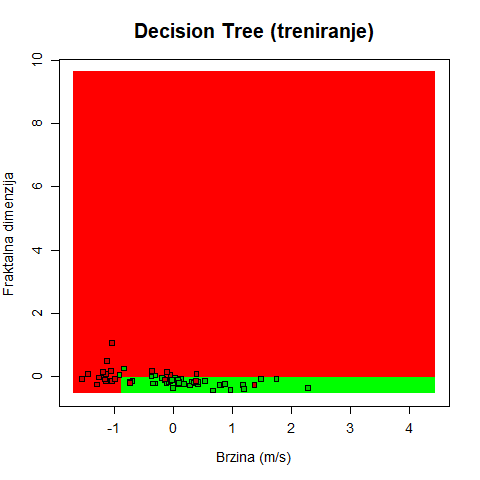 Decision Tree (treniranje)
Fraktalna dimenzija
10
8
6
4
2
0
-1 0 1 2 3 4
Brzina (m/s)